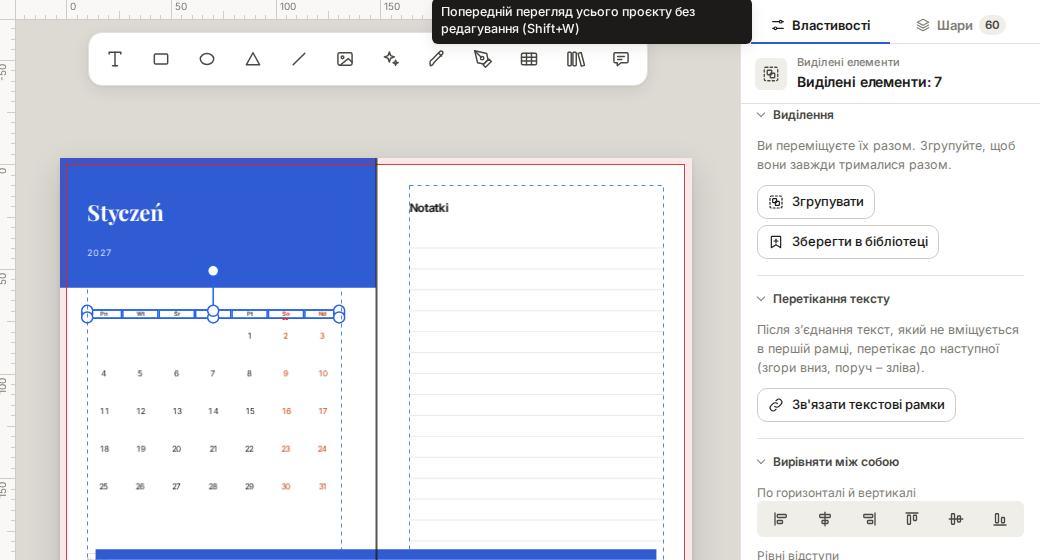 0 50 100 150
Попередній перегляд усього проєкту без
редагування (Shift+W)
Властивості
Шари 60
Виділені елементи
Виділені елементи: 7
Виділення
Ви переміщуєте їх разом. Згрупуйте, щоб
вони завжди трималися разом.
Згрупувати
Зберегти в бібліотеці
Перетікання тексту
Після з’єднання текст, який не вміщується
в першій рамці, перетікає до наступної
(згори вниз, поруч – зліва).
Зв'язати текстові рамки
Вирівняти між собою
По горизонталі й вертикалі
Рівні відступи
-50
0
50
100
150
Styczeń
2027
Pn Wt Śr Pt So Nd
1 2 3
4 5 6 7 8 9 10
11 12 13 14 15 16 17
18 19 20 21 22 23 24
25 26 27 28 29 30 31
Notatki